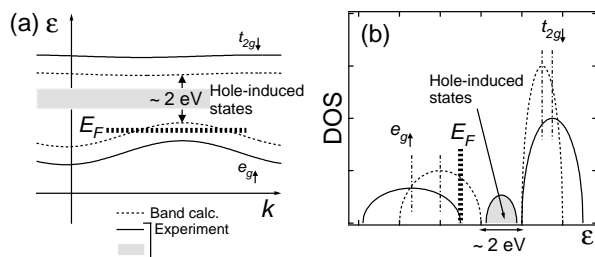 (a)
ε
t2g↓
~ 2 eV
Hole-induced
states
EF
eg↑
k
Band calc.
Experiment
(b)
DOS
t2g↓
Hole-induced
states
eg↑
EF
~ 2 eV
ε